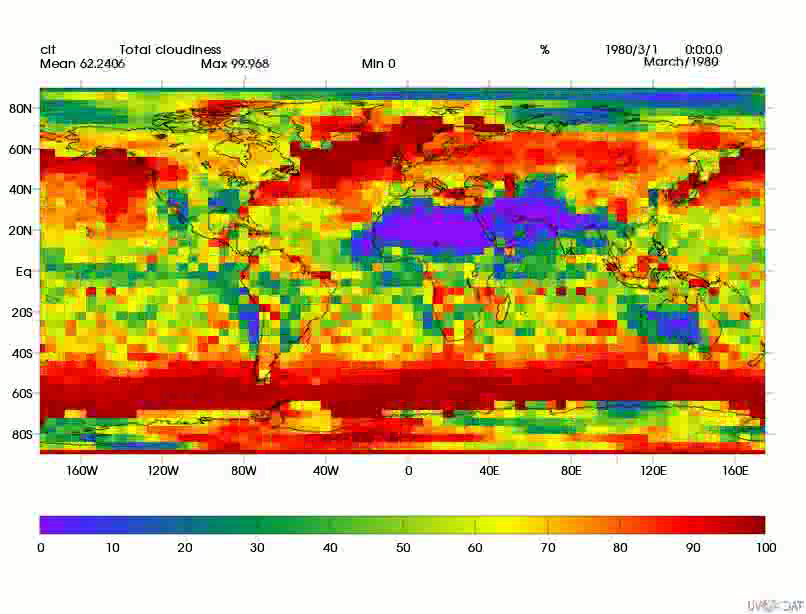 clt Total cloudiness % 1980/3/1 0:0:0.0
Mean 62.2406 Max 99.968 Min 0 March/1980
80N
60N
40N
20N
Eq
20S
40S
60S
80S
160W 120W 80W 40W 0 40E 80E 120E 160E
0 10 20 30 40 50 60 70 80 90 100